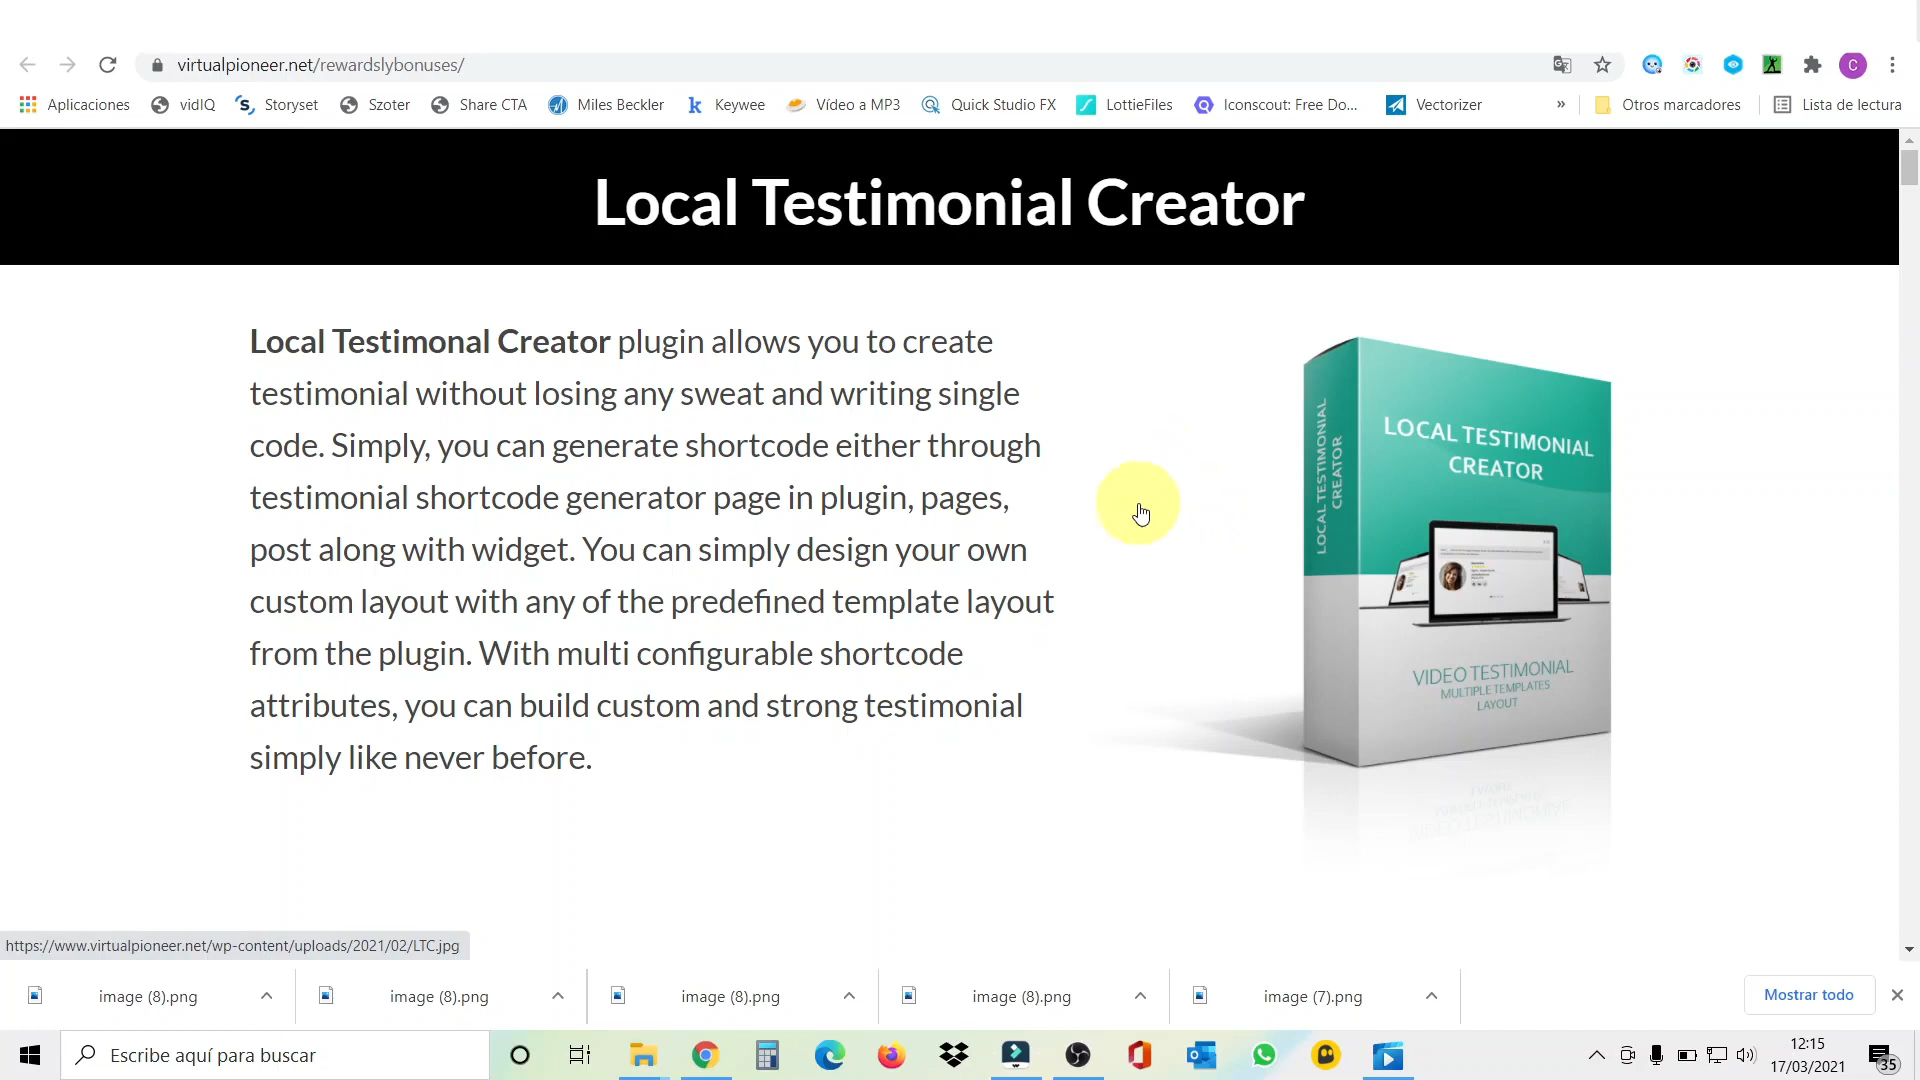 virtualpioneer.net/rewardslybonuses/
C
Aplicaciones vidIQ Storyset Szoter Share CTA Miles Beckler Keywee Vídeo a MP3 Quick Studio FX LottieFiles Iconscout: Free Do... Vectorizer » Otros marcadores Lista de lectura
Local Testimonial Creator
Local Testimonal Creator plugin allows you to create
testimonial without losing any sweat and writing single
code. Simply, you can generate shortcode either through
testimonial shortcode generator page in plugin, pages,
post along with widget. You can simply design your own
custom layout with any of the predefined template layout
from the plugin. With multi configurable shortcode
attributes, you can build custom and strong testimonial
simply like never before.
LOCAL TESTIMONIAL
CREATOR
LOCAL TESTIMONIAL
CREATOR
VIDEO TESTIMONIAL
MULTIPLE TEMPLATES
LAYOUT
https://www.virtualpioneer.net/wp-content/uploads/2021/02/LTC.jpg
image (8).png image (8).png image (8).png image (8).png image (7).png Mostrar todo
Escribe aquí para buscar
12:15
17/03/2021
35